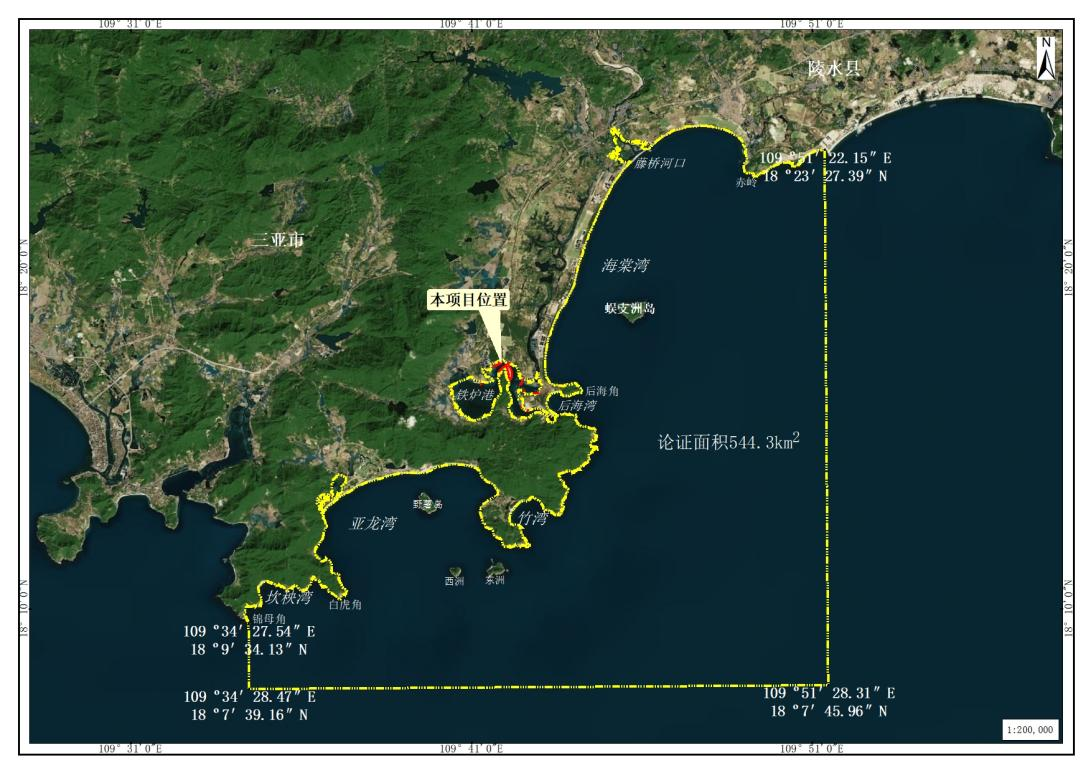 109° 31′ 0″E
109° 41′ 0″E
109° 51′ 0″E
N
陵水县
109 °51′ 22.15″ E
18 °23′ 27.39″ N
藤桥河口
赤岭
三亚市
18° 20′ 0″N
18° 20′ 0″N
海棠湾
本项目位置
蜈支洲岛
铁炉港
后海角
后海湾
论证面积544.3km²
野薯岛
亚龙湾
竹湾
西洲
东洲
18° 10′ 0″N
18° 10′ 0″N
坎秧湾
白虎角
锦母角
109 °34′ 27.54″ E
18 °9′ 34.13″ N
109 °34′ 28.47″ E
18 °7′ 39.16″ N
109 °51′ 28.31″ E
18 °7′ 45.96″ N
1:200,000
109° 31′ 0″E
109° 41′ 0″E
109° 51′ 0″E